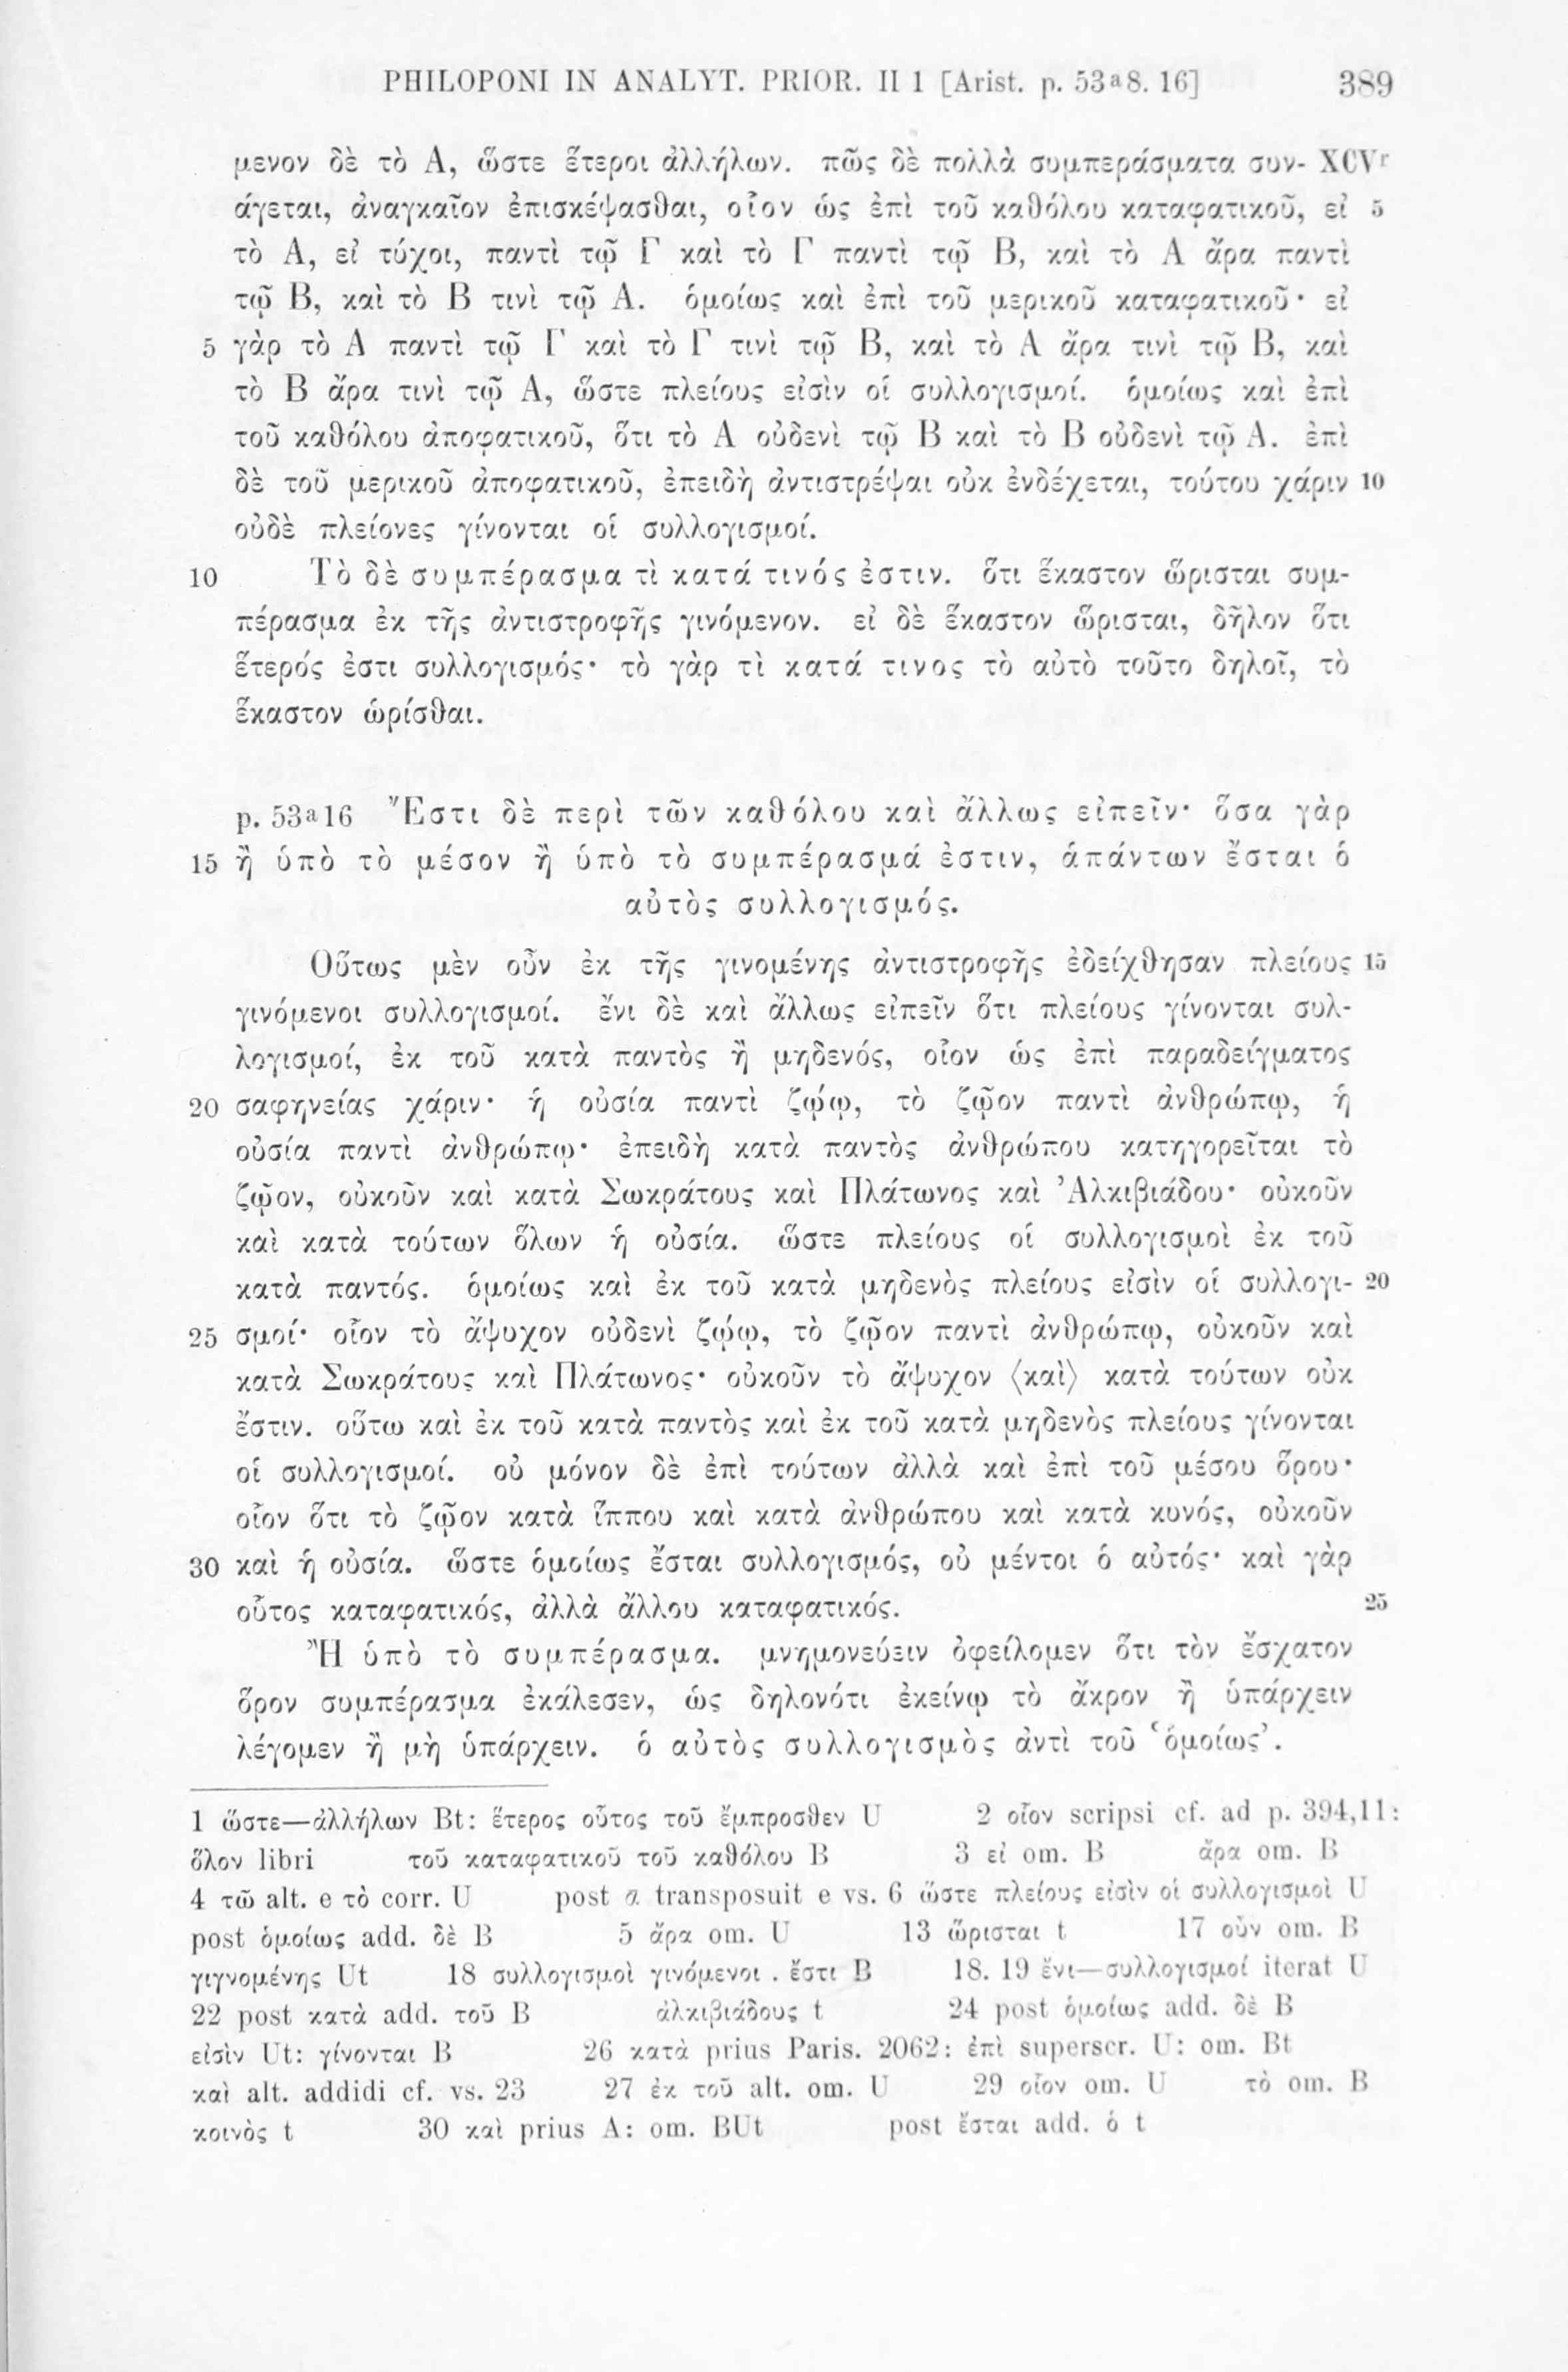 PHILOPONI IN ANALYT. PRIOR. II 1 [Arist. p. 53ª8. 16] 389
μενον δὲ τὸ Α, ὥστε ἕτεροι ἀλλήλων. πῶς δὲ πολλὰ συμπεράσματα συν- XCVʳ
άγεται, ἀναγκαῖον ἐπισκέψασθαι, οἷον ὡς ἐπὶ τοῦ καθόλου καταφατικοῦ, εἰ 5
τὸ Α, εἰ τύχοι, παντὶ τῷ Γ καὶ τὸ Γ παντὶ τῷ Β, καὶ τὸ Α ἄρα παντὶ
τῷ Β, καὶ τὸ Β τινὶ τῷ Α. ὁμοίως καὶ ἐπὶ τοῦ μερικοῦ καταφατικοῦ· εἰ
5 γὰρ τὸ Α παντὶ τῷ Γ καὶ τὸ Γ τινὶ τῷ Β, καὶ τὸ Α ἄρα τινὶ τῷ Β, καὶ
τὸ Β ἄρα τινὶ τῷ Α, ὥστε πλείους εἰσὶν οἱ συλλογισμοί. ὁμοίως καὶ ἐπὶ
τοῦ καθόλου ἀποφατικοῦ, ὅτι τὸ Α οὐδενὶ τῷ Β καὶ τὸ Β οὐδενὶ τῷ Α. ἐπὶ
δὲ τοῦ μερικοῦ ἀποφατικοῦ, ἐπειδὴ ἀντιστρέψαι οὐκ ἐνδέχεται, τούτου χάριν 10
οὐδὲ πλείονες γίνονται οἱ συλλογισμοί.
10 Τὸ δὲ συμπέρασμα τὶ κατά τινός ἐστιν. ὅτι ἕκαστον ὥρισται συμ-
πέρασμα ἐκ τῆς ἀντιστροφῆς γινόμενον. εἰ δὲ ἕκαστον ὥρισται, δῆλον ὅτι
ἕτερός ἐστι συλλογισμός· τὸ γὰρ τὶ κατά τινος τὸ αὐτὸ τοῦτο δηλοῖ, τὸ
ἕκαστον ὡρίσθαι.
p. 53ª16 Ἔστι δὲ περὶ τῶν καθόλου καὶ ἄλλως εἰπεῖν· ὅσα γὰρ
15 ἢ ὑπὸ τὸ μέσον ἢ ὑπὸ τὸ συμπέρασμά ἐστιν, ἁπάντων ἔσται ὁ
αὐτὸς συλλογισμός.
Οὕτως μὲν οὖν ἐκ τῆς γινομένης ἀντιστροφῆς ἐδείχθησαν πλείους 15
γινόμενοι συλλογισμοί. ἔνι δὲ καὶ ἄλλως εἰπεῖν ὅτι πλείους γίνονται συλ-
λογισμοί, ἐκ τοῦ κατὰ παντὸς ἢ μηδενός, οἷον ὡς ἐπὶ παραδείγματος
20 σαφηνείας χάριν· ἡ οὐσία παντὶ ζῴῳ, τὸ ζῷον παντὶ ἀνθρώπῳ, ἡ
οὐσία παντὶ ἀνθρώπῳ· ἐπειδὴ κατὰ παντὸς ἀνθρώπου κατηγορεῖται τὸ
ζῷον, οὐκοῦν καὶ κατὰ Σωκράτους καὶ Πλάτωνος καὶ Ἀλκιβιάδου· οὐκοῦν
καὶ κατὰ τούτων ὅλων ἡ οὐσία. ὥστε πλείους οἱ συλλογισμοὶ ἐκ τοῦ
κατὰ παντός. ὁμοίως καὶ ἐκ τοῦ κατὰ μηδενὸς πλείους εἰσὶν οἱ συλλογι- 20
25 σμοί· οἷον τὸ ἄψυχον οὐδενὶ ζῴῳ, τὸ ζῷον παντὶ ἀνθρώπῳ, οὐκοῦν καὶ
κατὰ Σωκράτους καὶ Πλάτωνος· οὐκοῦν τὸ ἄψυχον ⟨καὶ⟩ κατὰ τούτων οὐκ
ἔστιν. οὕτω καὶ ἐκ τοῦ κατὰ παντὸς καὶ ἐκ τοῦ κατὰ μηδενὸς πλείους γίνονται
οἱ συλλογισμοί. οὐ μόνον δὲ ἐπὶ τούτων ἀλλὰ καὶ ἐπὶ τοῦ μέσου ὅρου·
οἷον ὅτι τὸ ζῷον κατὰ ἵππου καὶ κατὰ ἀνθρώπου καὶ κατὰ κυνός, οὐκοῦν
30 καὶ ἡ οὐσία. ὥστε ὁμοίως ἔσται συλλογισμός, οὐ μέντοι ὁ αὐτός· καὶ γὰρ
οὗτος καταφατικός, ἀλλὰ ἄλλου καταφατικός. 25
Ἢ ὑπὸ τὸ συμπέρασμα. μνημονεύειν ὀφείλομεν ὅτι τὸν ἔσχατον
ὅρον συμπέρασμα ἐκάλεσεν, ὡς δηλονότι ἐκείνῳ τὸ ἄκρον ἢ ὑπάρχειν
λέγομεν ἢ μὴ ὑπάρχειν. ὁ αὐτὸς συλλογισμὸς ἀντὶ τοῦ ‘ὁμοίως’.
1 ὥστε—ἀλλήλων Bt: ἕτερος οὗτος τοῦ ἔμπροσθεν U 2 οἷον scripsi cf. ad p. 394,11:
ὅλον libri τοῦ καταφατικοῦ τοῦ καθόλου B 3 εἰ om. B ἄρα om. B
4 τῶ alt. e τὸ corr. U post α transposuit e vs. 6 ὥστε πλείους εἰσὶν οἱ συλλογισμοὶ U
post ὁμοίως add. δὲ B 5 ἄρα om. U 13 ὥρισται t 17 οὖν om. B
γιγνομένης Ut 18 συλλογισμοὶ γινόμενοι . ἔστι B 18. 19 ἔνι—συλλογισμοί iterat U
22 post κατὰ add. τοῦ B ἀλκιβιάδους t 24 post ὁμοίως add. δὲ B
εἰσὶν Ut: γίνονται B 26 κατὰ prius Paris. 2062: ἐπὶ superscr. U: om. Bt
καὶ alt. addidi cf. vs. 23 27 ἐκ τοῦ alt. om. U 29 οἷον om. U τὸ om. B
κοινὸς t 30 καὶ prius A: om. BUt post ἔσται add. ὁ t